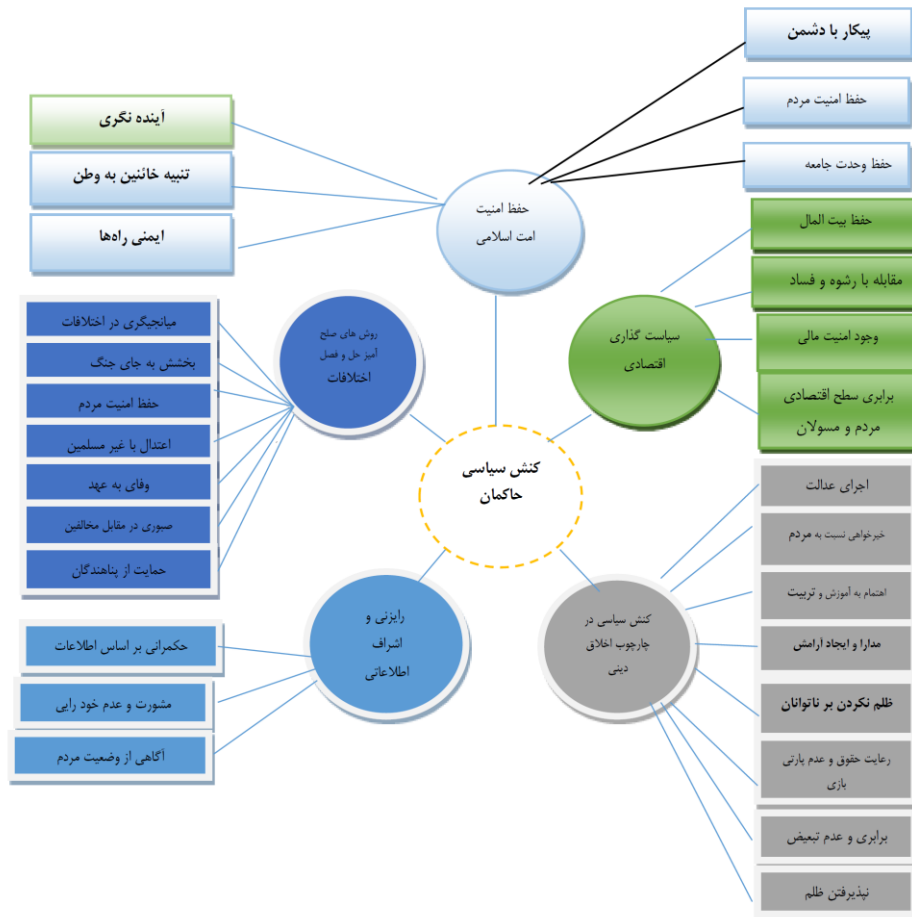 پیکار با دشمن
حفظ امنیت مردم
حفظ وحدت جامعه
آینده نگری
تنبیه خائنین به وطن
ایمنی راه‌ها
حفظ امنیت
امت اسلامی
حفظ بیت المال
مقابله با رشوه و فساد
وجود امنیت مالی
برابری سطح اقتصادی
مردم و مسولان
سیاست گذاری
اقتصادی
روش های صلح
آمیز حل و فصل
اختلافات
میانجیگری در اختلافات
بخشش به جای جنگ
حفظ امنیت مردم
اعتدال با غیر مسلمین
وفای به عهد
صبوری در مقابل مخالفین
حمایت از پناهندگان
کنش سیاسی
حاکمان
رایزنی و
اشراف
اطلاعاتی
حکمرانی بر اساس اطلاعات
مشورت و عدم خود رایی
آگاهی از وضعیت مردم
کنش سیاسی در
چارچوب اخلاق
دینی
اجرای عدالت
خیرخواهی نسبت به مردم
اهتمام به آموزش و تربیت
مدارا و ایجاد آرامش
ظلم نکردن بر ناتوانان
رعایت حقوق و عدم پارتی
بازی
برابری و عدم تبعیض
نپذیرفتن ظلم